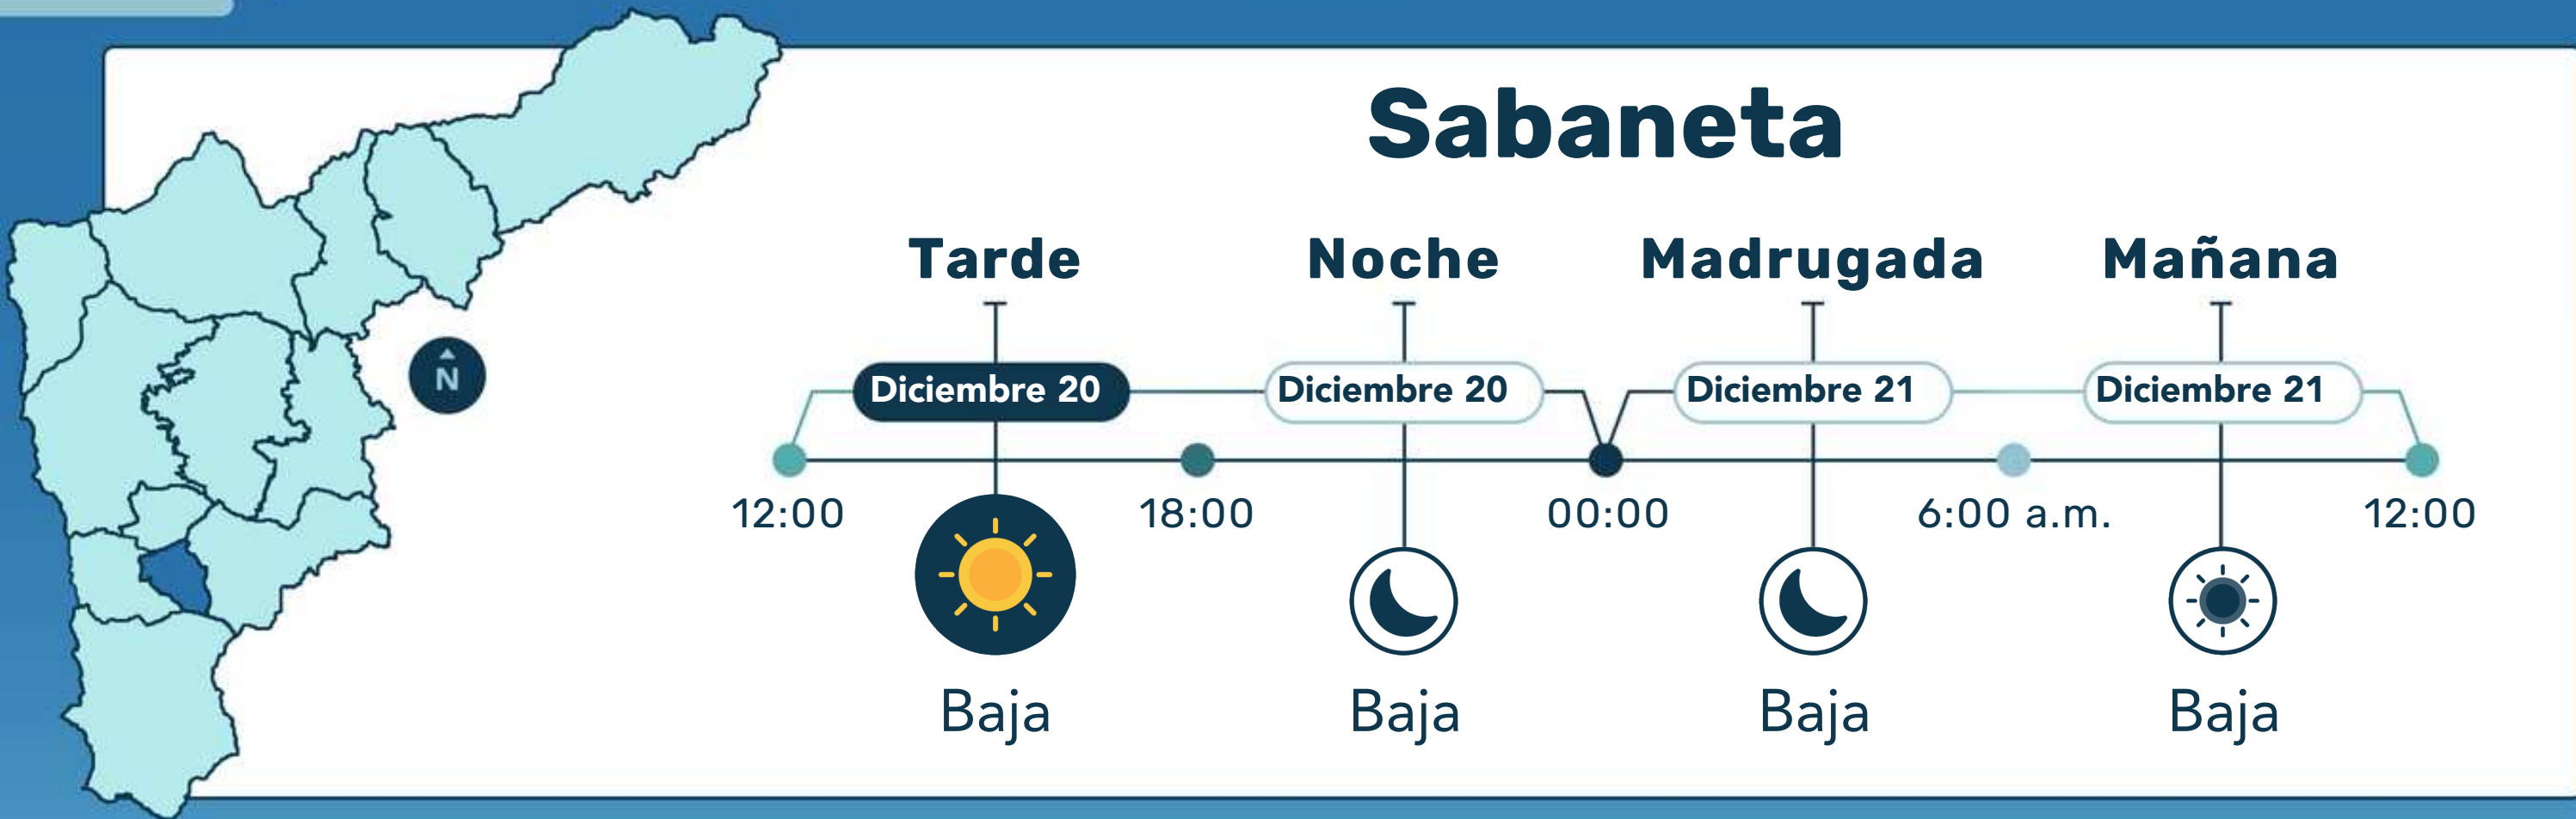 Sabaneta
Tarde Noche Madrugada Mañana
Diciembre 20 Diciembre 20 Diciembre 21 Diciembre 21
N
12:00 18:00 00:00 6:00 a.m. 12:00
Baja Baja Baja Baja